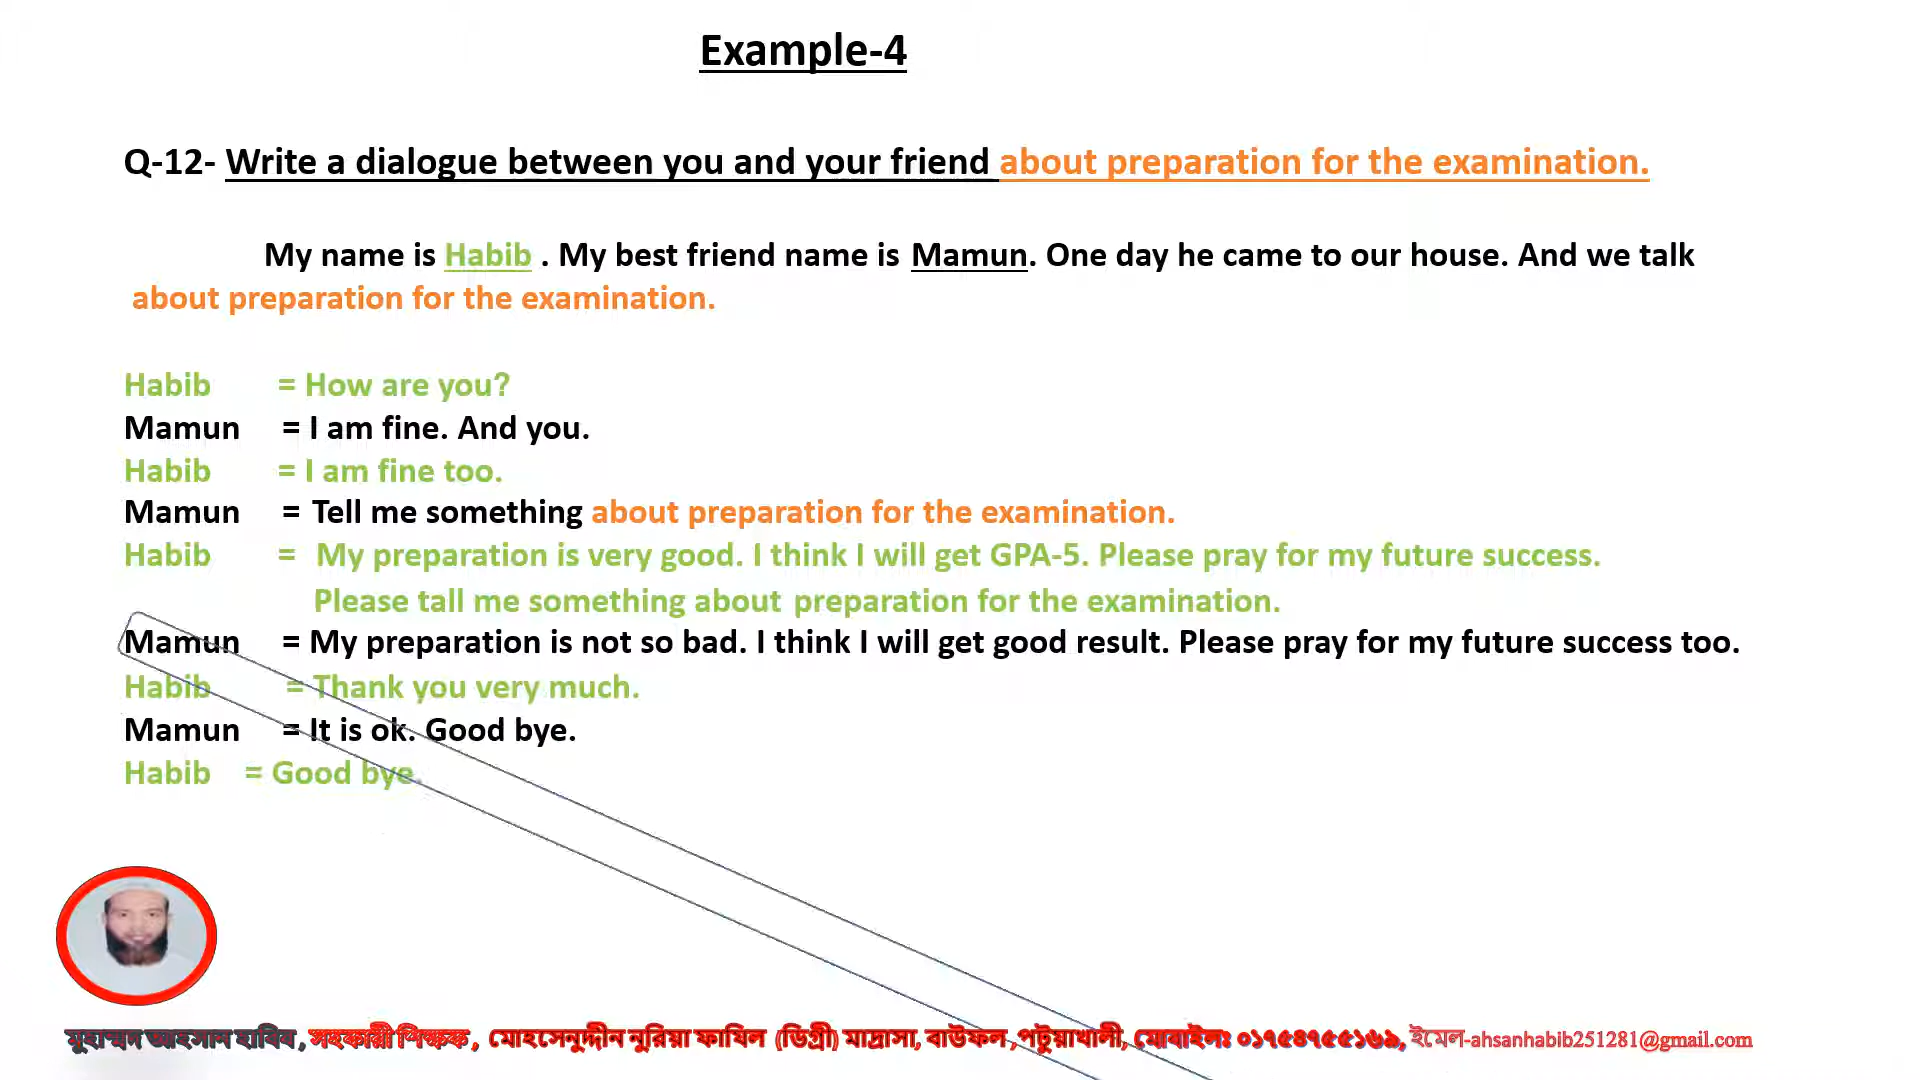 Example-4
Q-12- Write a dialogue between you and your friend about preparation for the examination.
My name is Habib . My best friend name is Mamun. One day he came to our house. And we talk
about preparation for the examination.
Habib = How are you?
Mamun = I am fine. And you.
Habib = I am fine too.
Mamun = Tell me something about preparation for the examination.
Habib = My preparation is very good. I think I will get GPA-5. Please pray for my future success.
Please tall me something about preparation for the examination.
Mamun = My preparation is not so bad. I think I will get good result. Please pray for my future success too.
Habib = Thank you very much.
Mamun = It is ok. Good bye.
Habib = Good bye.
মুহাম্মদ আহসান হাবিব, সহকারী শিক্ষক, মোহসেনুদ্দীন নুরিয়া ফাযিল (ডিগ্রী) মাদ্রাসা, বাউফল ,পটুয়াখালী, মোবাইলঃ ০১৭৫৪৭৫৫১৬৯, ইমেল-ahsanhabib251281@gmail.com